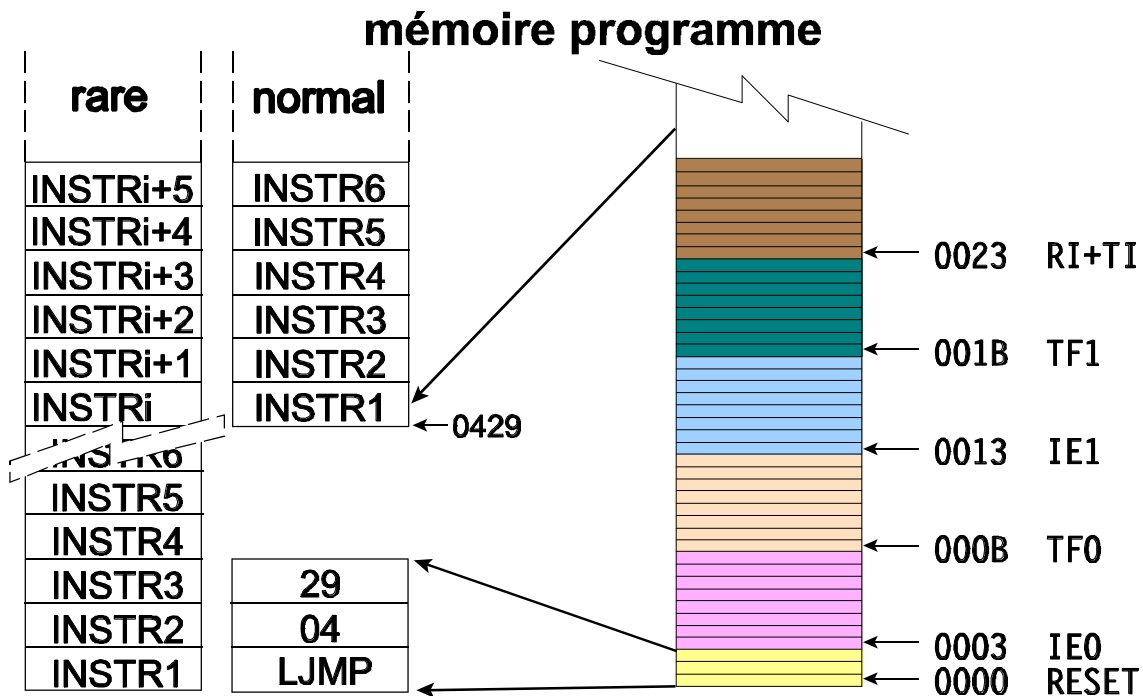 mémoire programme
rare
INSTRi+5
INSTRi+4
INSTRi+3
INSTRi+2
INSTRi+1
INSTRi
INSTR6
INSTR5
INSTR4
INSTR3
INSTR2
INSTR1
normal
INSTR6
INSTR5
INSTR4
INSTR3
INSTR2
INSTR1
0429
29
04
LJMP
0023 RI+TI
001B TF1
0013 IE1
000B TF0
0003 IE0
0000 RESET